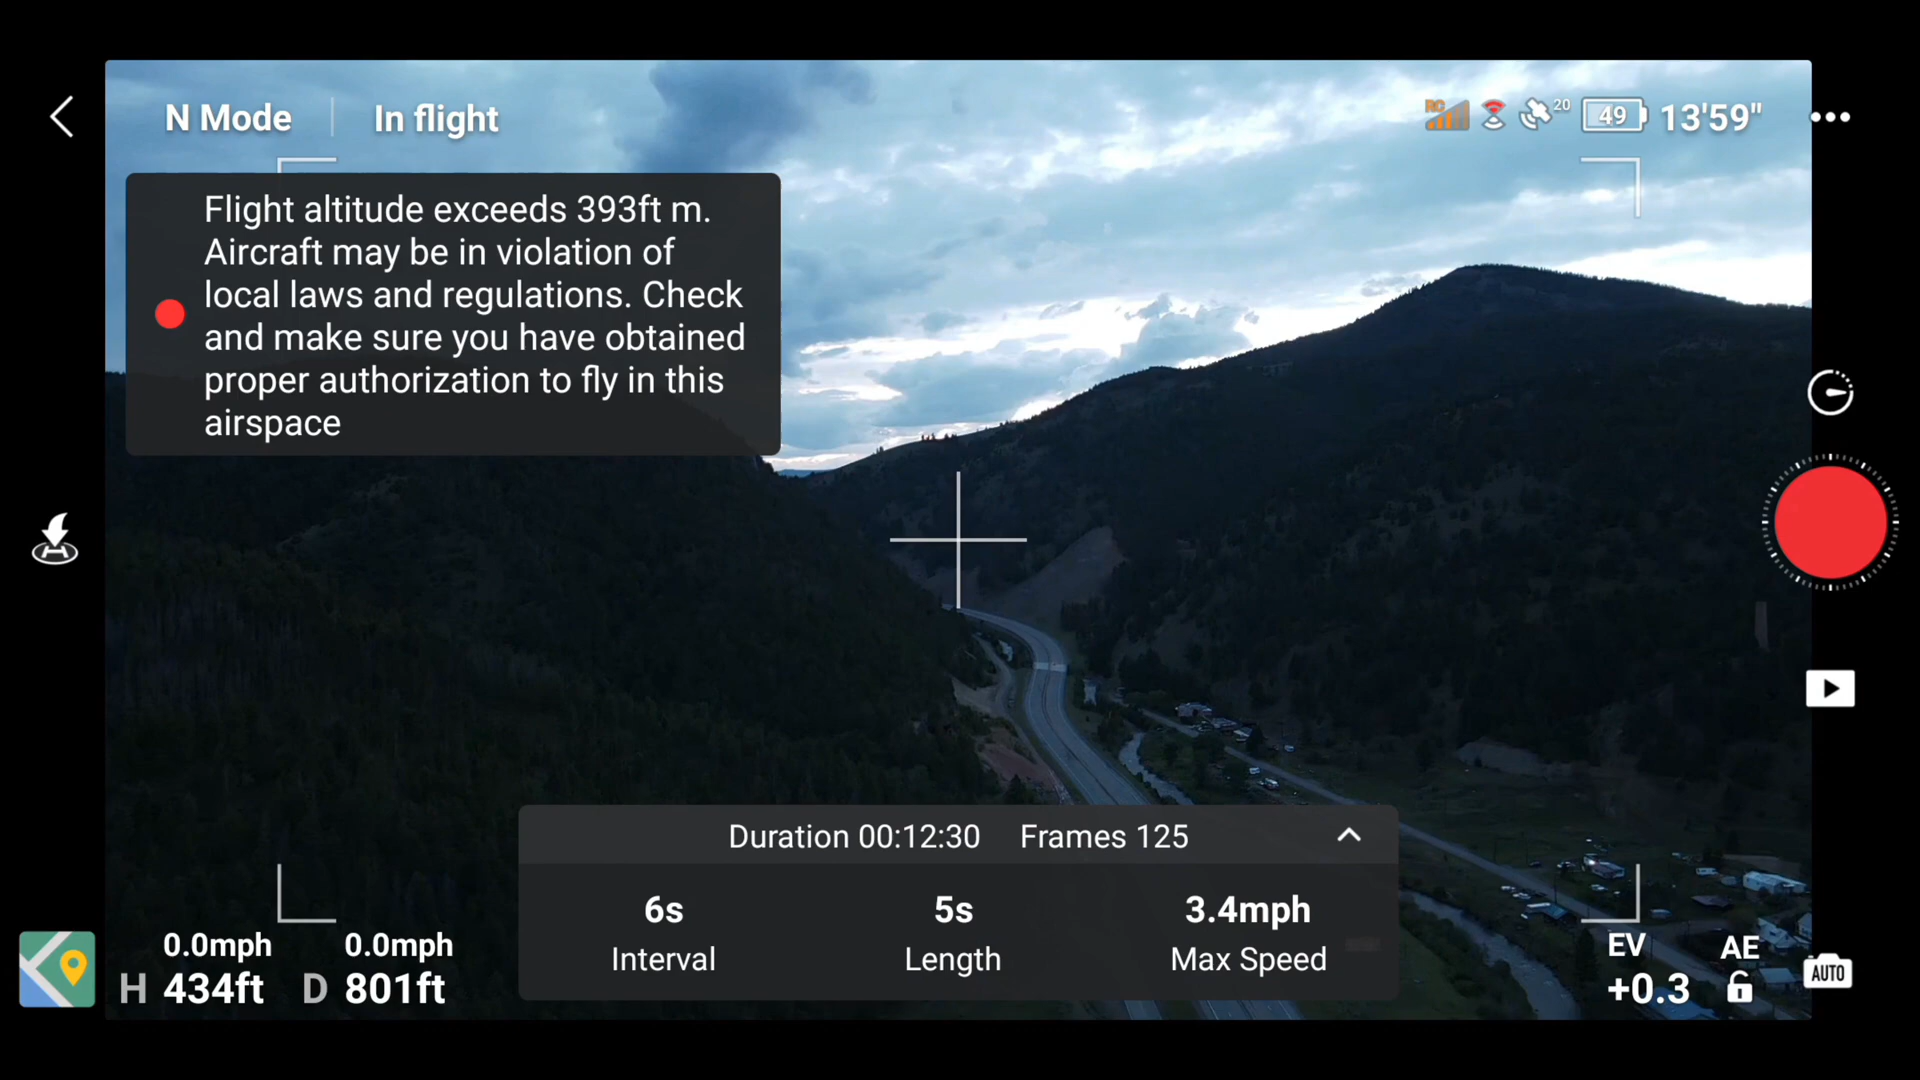 N Mode
In flight
RC
20
49
13'59"
Flight altitude exceeds 393ft m.
Aircraft may be in violation of
local laws and regulations. Check
and make sure you have obtained
proper authorization to fly in this
airspace
Duration 00:12:30 Frames 125
6s
Interval
5s
Length
3.4mph
Max Speed
0.0mph
H 434ft
0.0mph
D 801ft
EV
+0.3
AE
AUTO